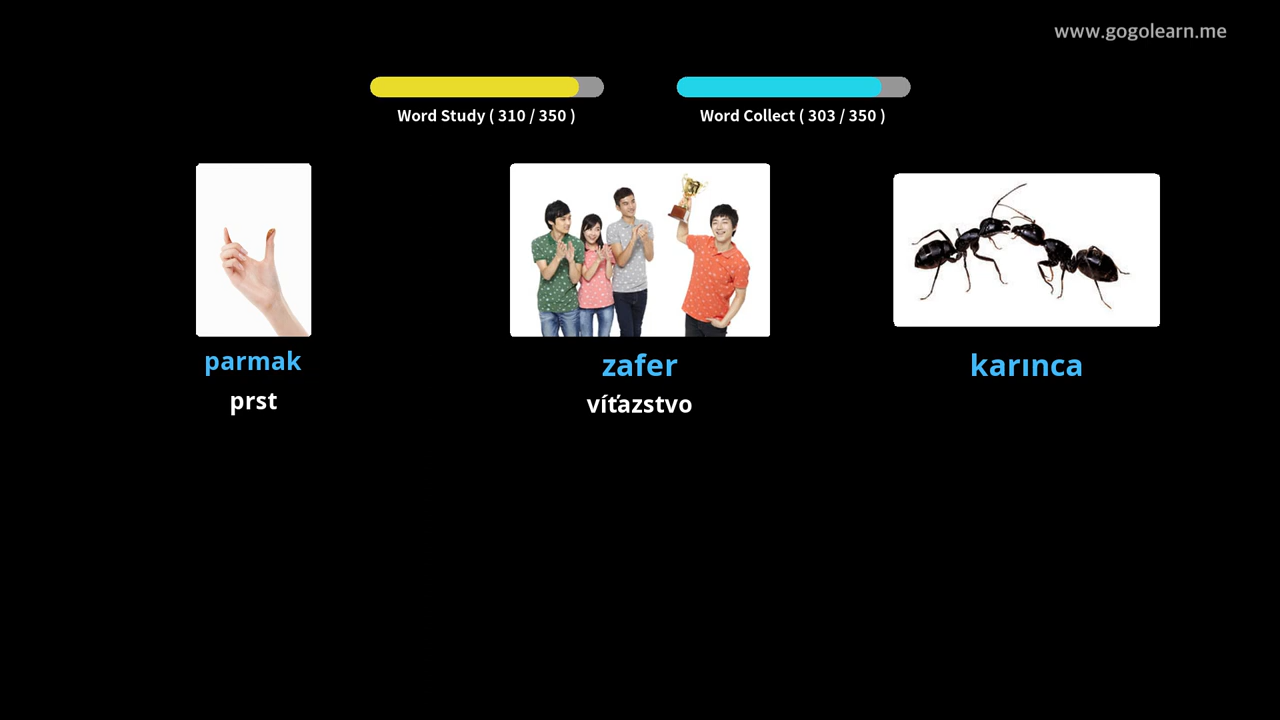 www.gogolearn.me
Word Study ( 310 / 350 )
Word Collect ( 303 / 350 )
parmak
prst
zafer
víťazstvo
karınca